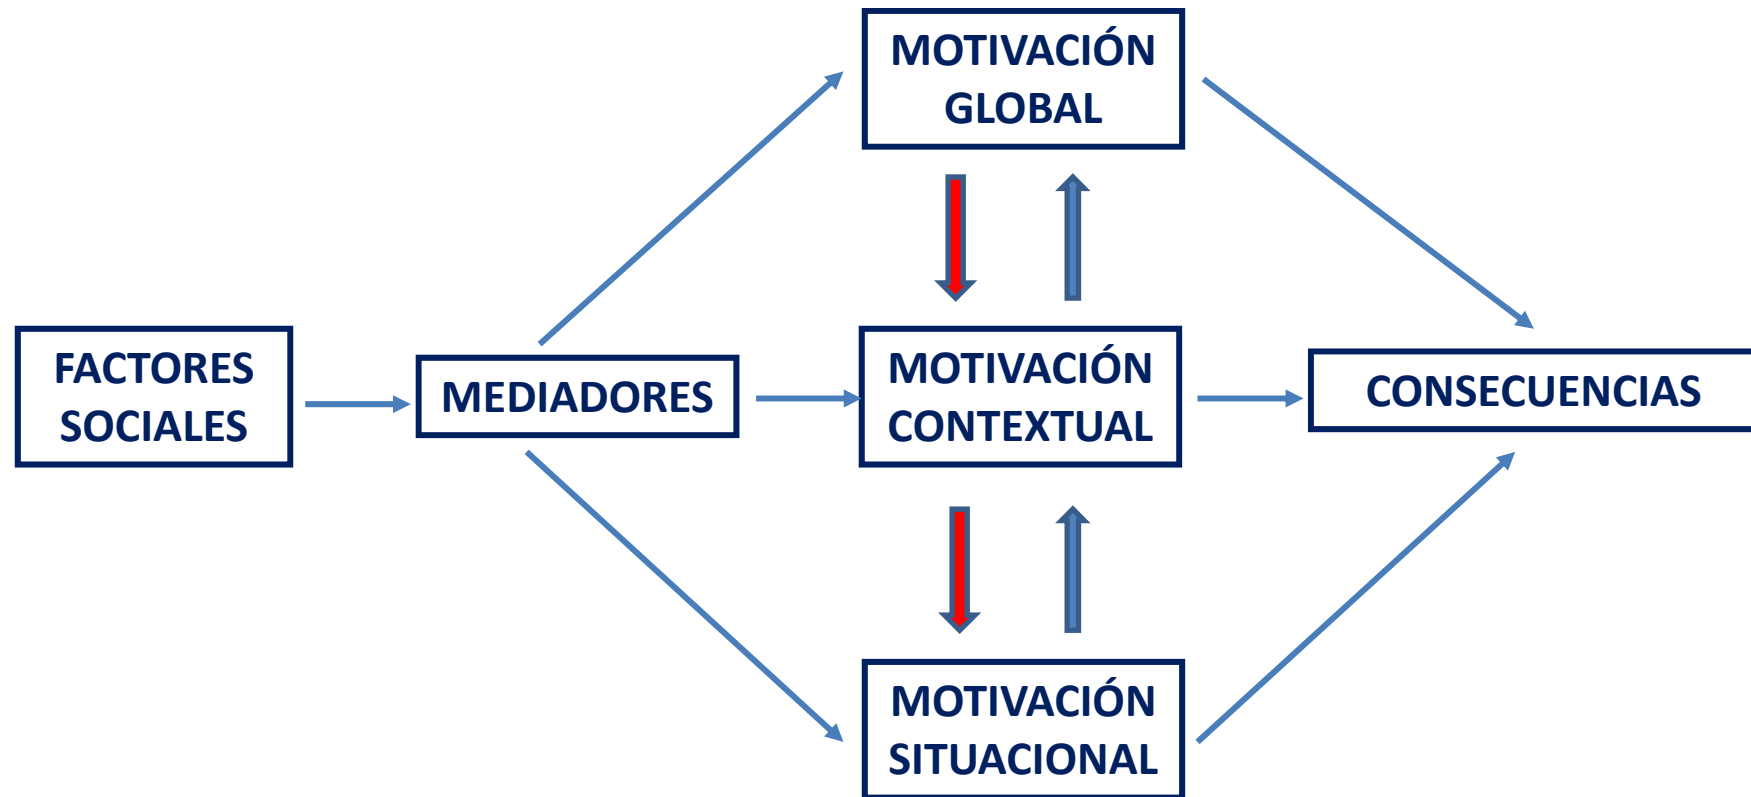 MOTIVACIÓN
GLOBAL
FACTORES
SOCIALES
MEDIADORES
MOTIVACIÓN
CONTEXTUAL
CONSECUENCIAS
MOTIVACIÓN
SITUACIONAL